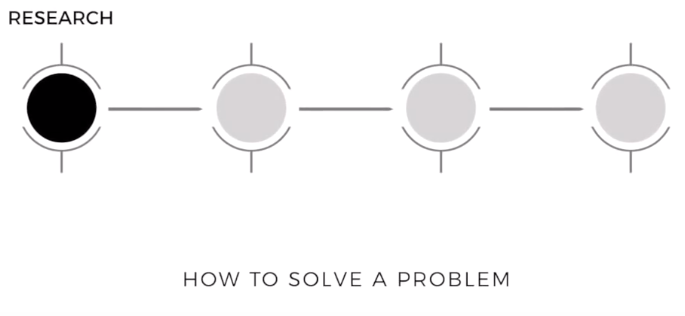 RESEARCH
HOW TO SOLVE A PROBLEM